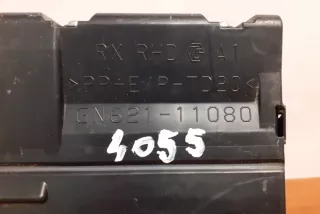 RX RHD A1
>PP+E/P-TD20<
GN621-11080
4055